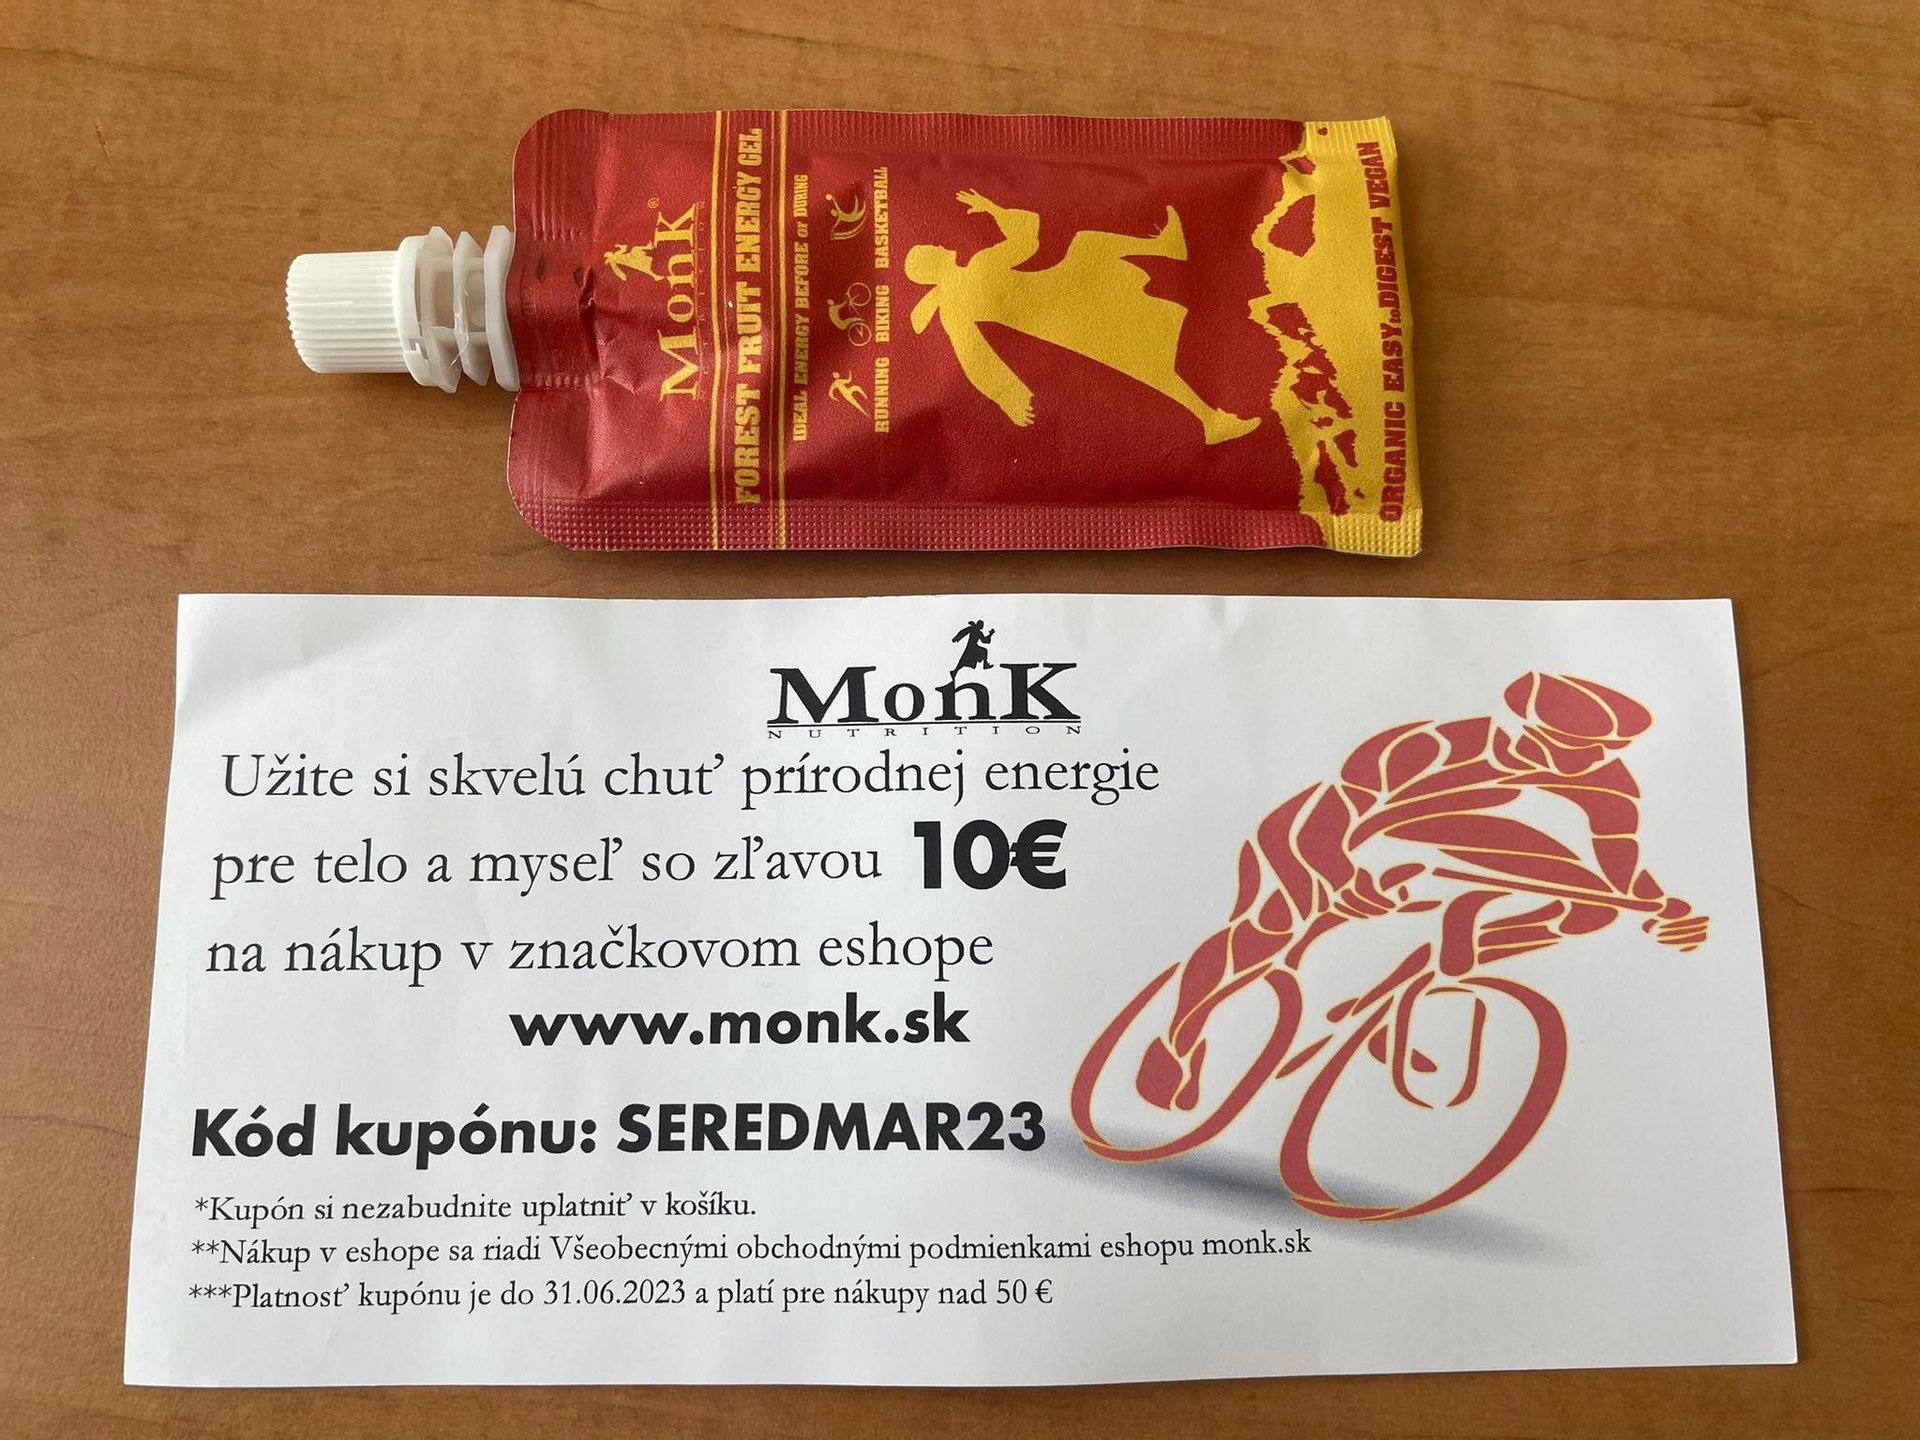 MonK®
FOREST FRUIT ENERGY GEL
IDEAL ENERGY BEFORE or DURING
RUNNING BIKING BASKETBALL
ORGANIC EASY to DIGEST VEGAN
MonK
NUTRITION
Užite si skvelú chuť prírodnej energie
pre telo a myseľ so zľavou 10€
na nákup v značkovom eshope
www.monk.sk
Kód kupónu: SEREDMAR23
*Kupón si nezabudnite uplatniť v košíku.
**Nákup v eshope sa riadi Všeobecnými obchodnými podmienkami eshopu monk.sk
***Platnosť kupónu je do 31.06.2023 a platí pre nákupy nad 50 €